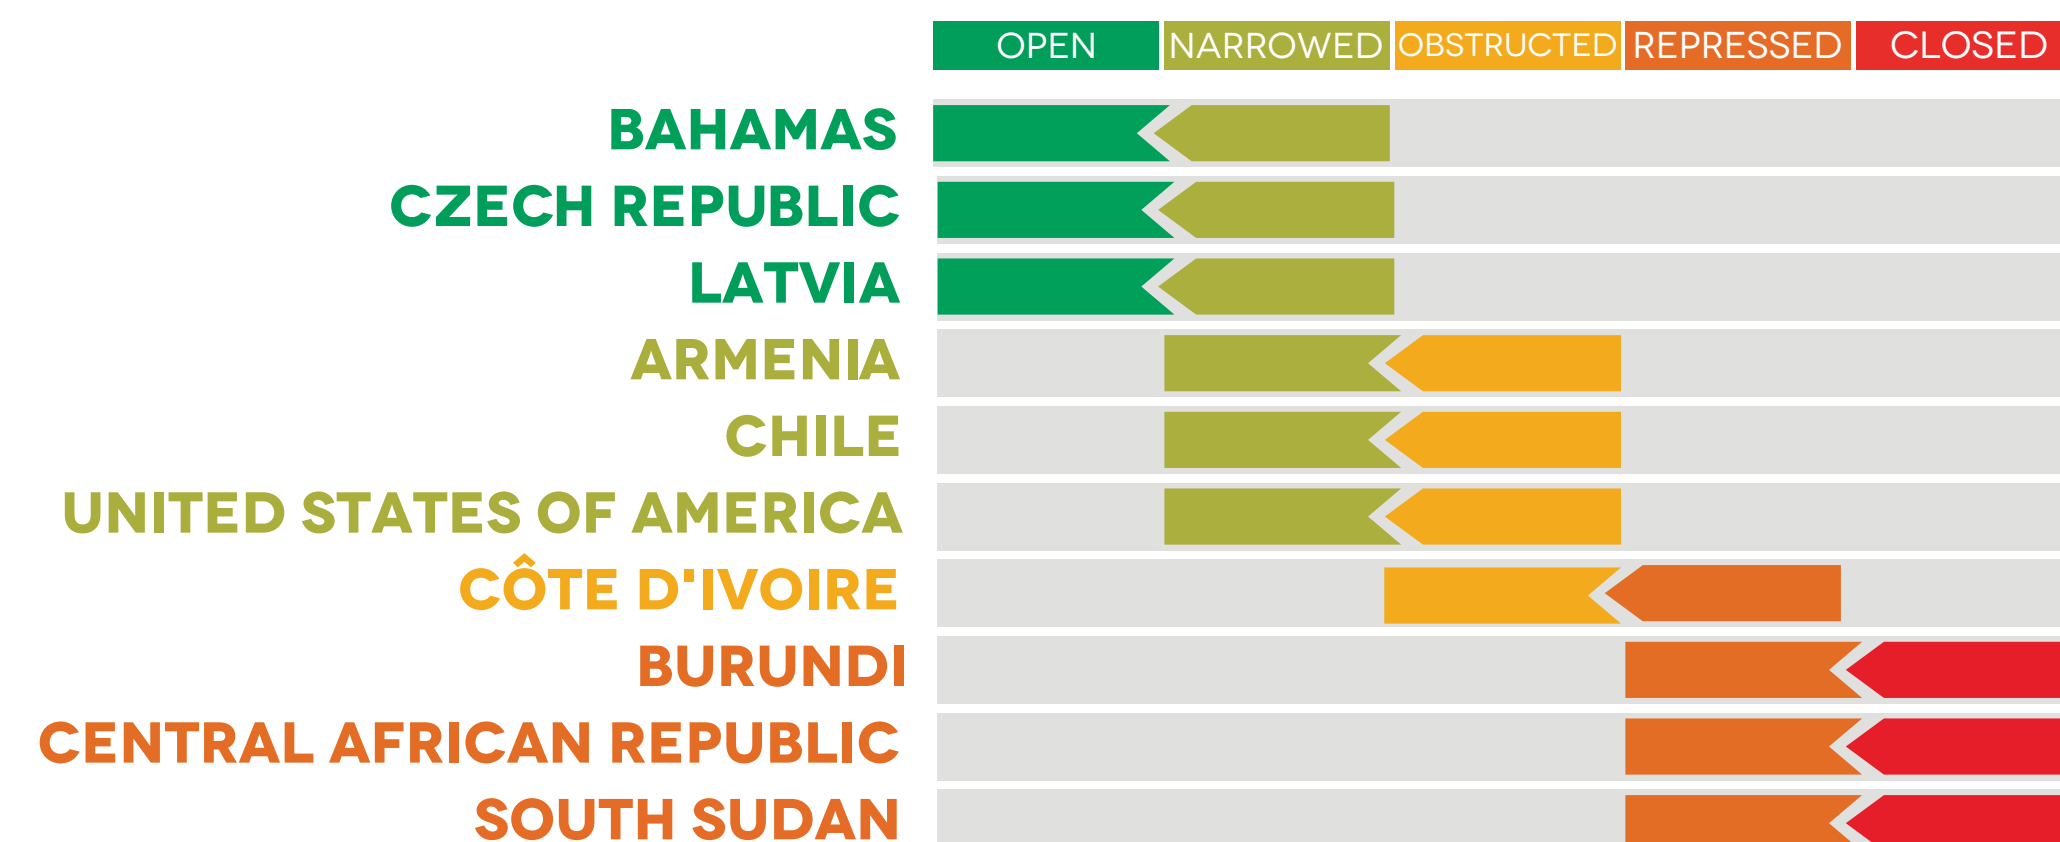 OPEN NARROWED OBSTRUCTED REPRESSED CLOSED
BAHAMAS
CZECH REPUBLIC
LATVIA
ARMENIA
CHILE
UNITED STATES OF AMERICA
CÔTE D'IVOIRE
BURUNDI
CENTRAL AFRICAN REPUBLIC
SOUTH SUDAN